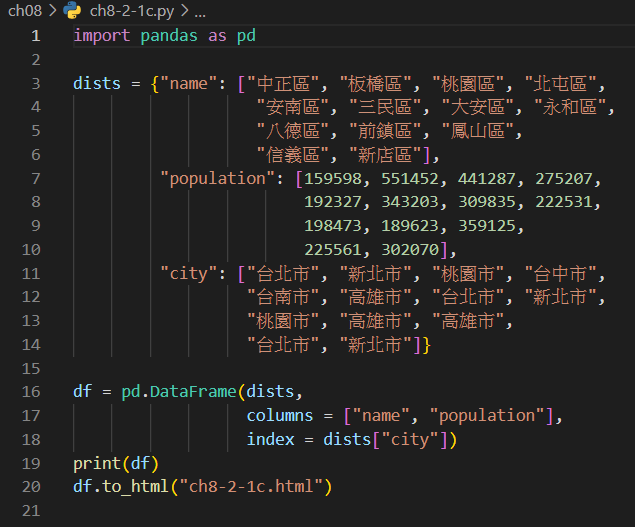 ch08 > ch8-2-1c.py > ...
1 import pandas as pd
2
3 dists = {"name": ["中正區", "板橋區", "桃園區", "北屯區",
4 "安南區", "三民區", "大安區", "永和區",
5 "八德區", "前鎮區", "鳳山區",
6 "信義區", "新店區"],
7 "population": [159598, 551452, 441287, 275207,
8 192327, 343203, 309835, 222531,
9 198473, 189623, 359125,
10 225561, 302070],
11 "city": ["台北市", "新北市", "桃園市", "台中市",
12 "台南市", "高雄市", "台北市", "新北市",
13 "桃園市", "高雄市", "高雄市",
14 "台北市", "新北市"]}
15
16 df = pd.DataFrame(dists,
17 columns = ["name", "population"],
18 index = dists["city"])
19 print(df)
20 df.to_html("ch8-2-1c.html")
21